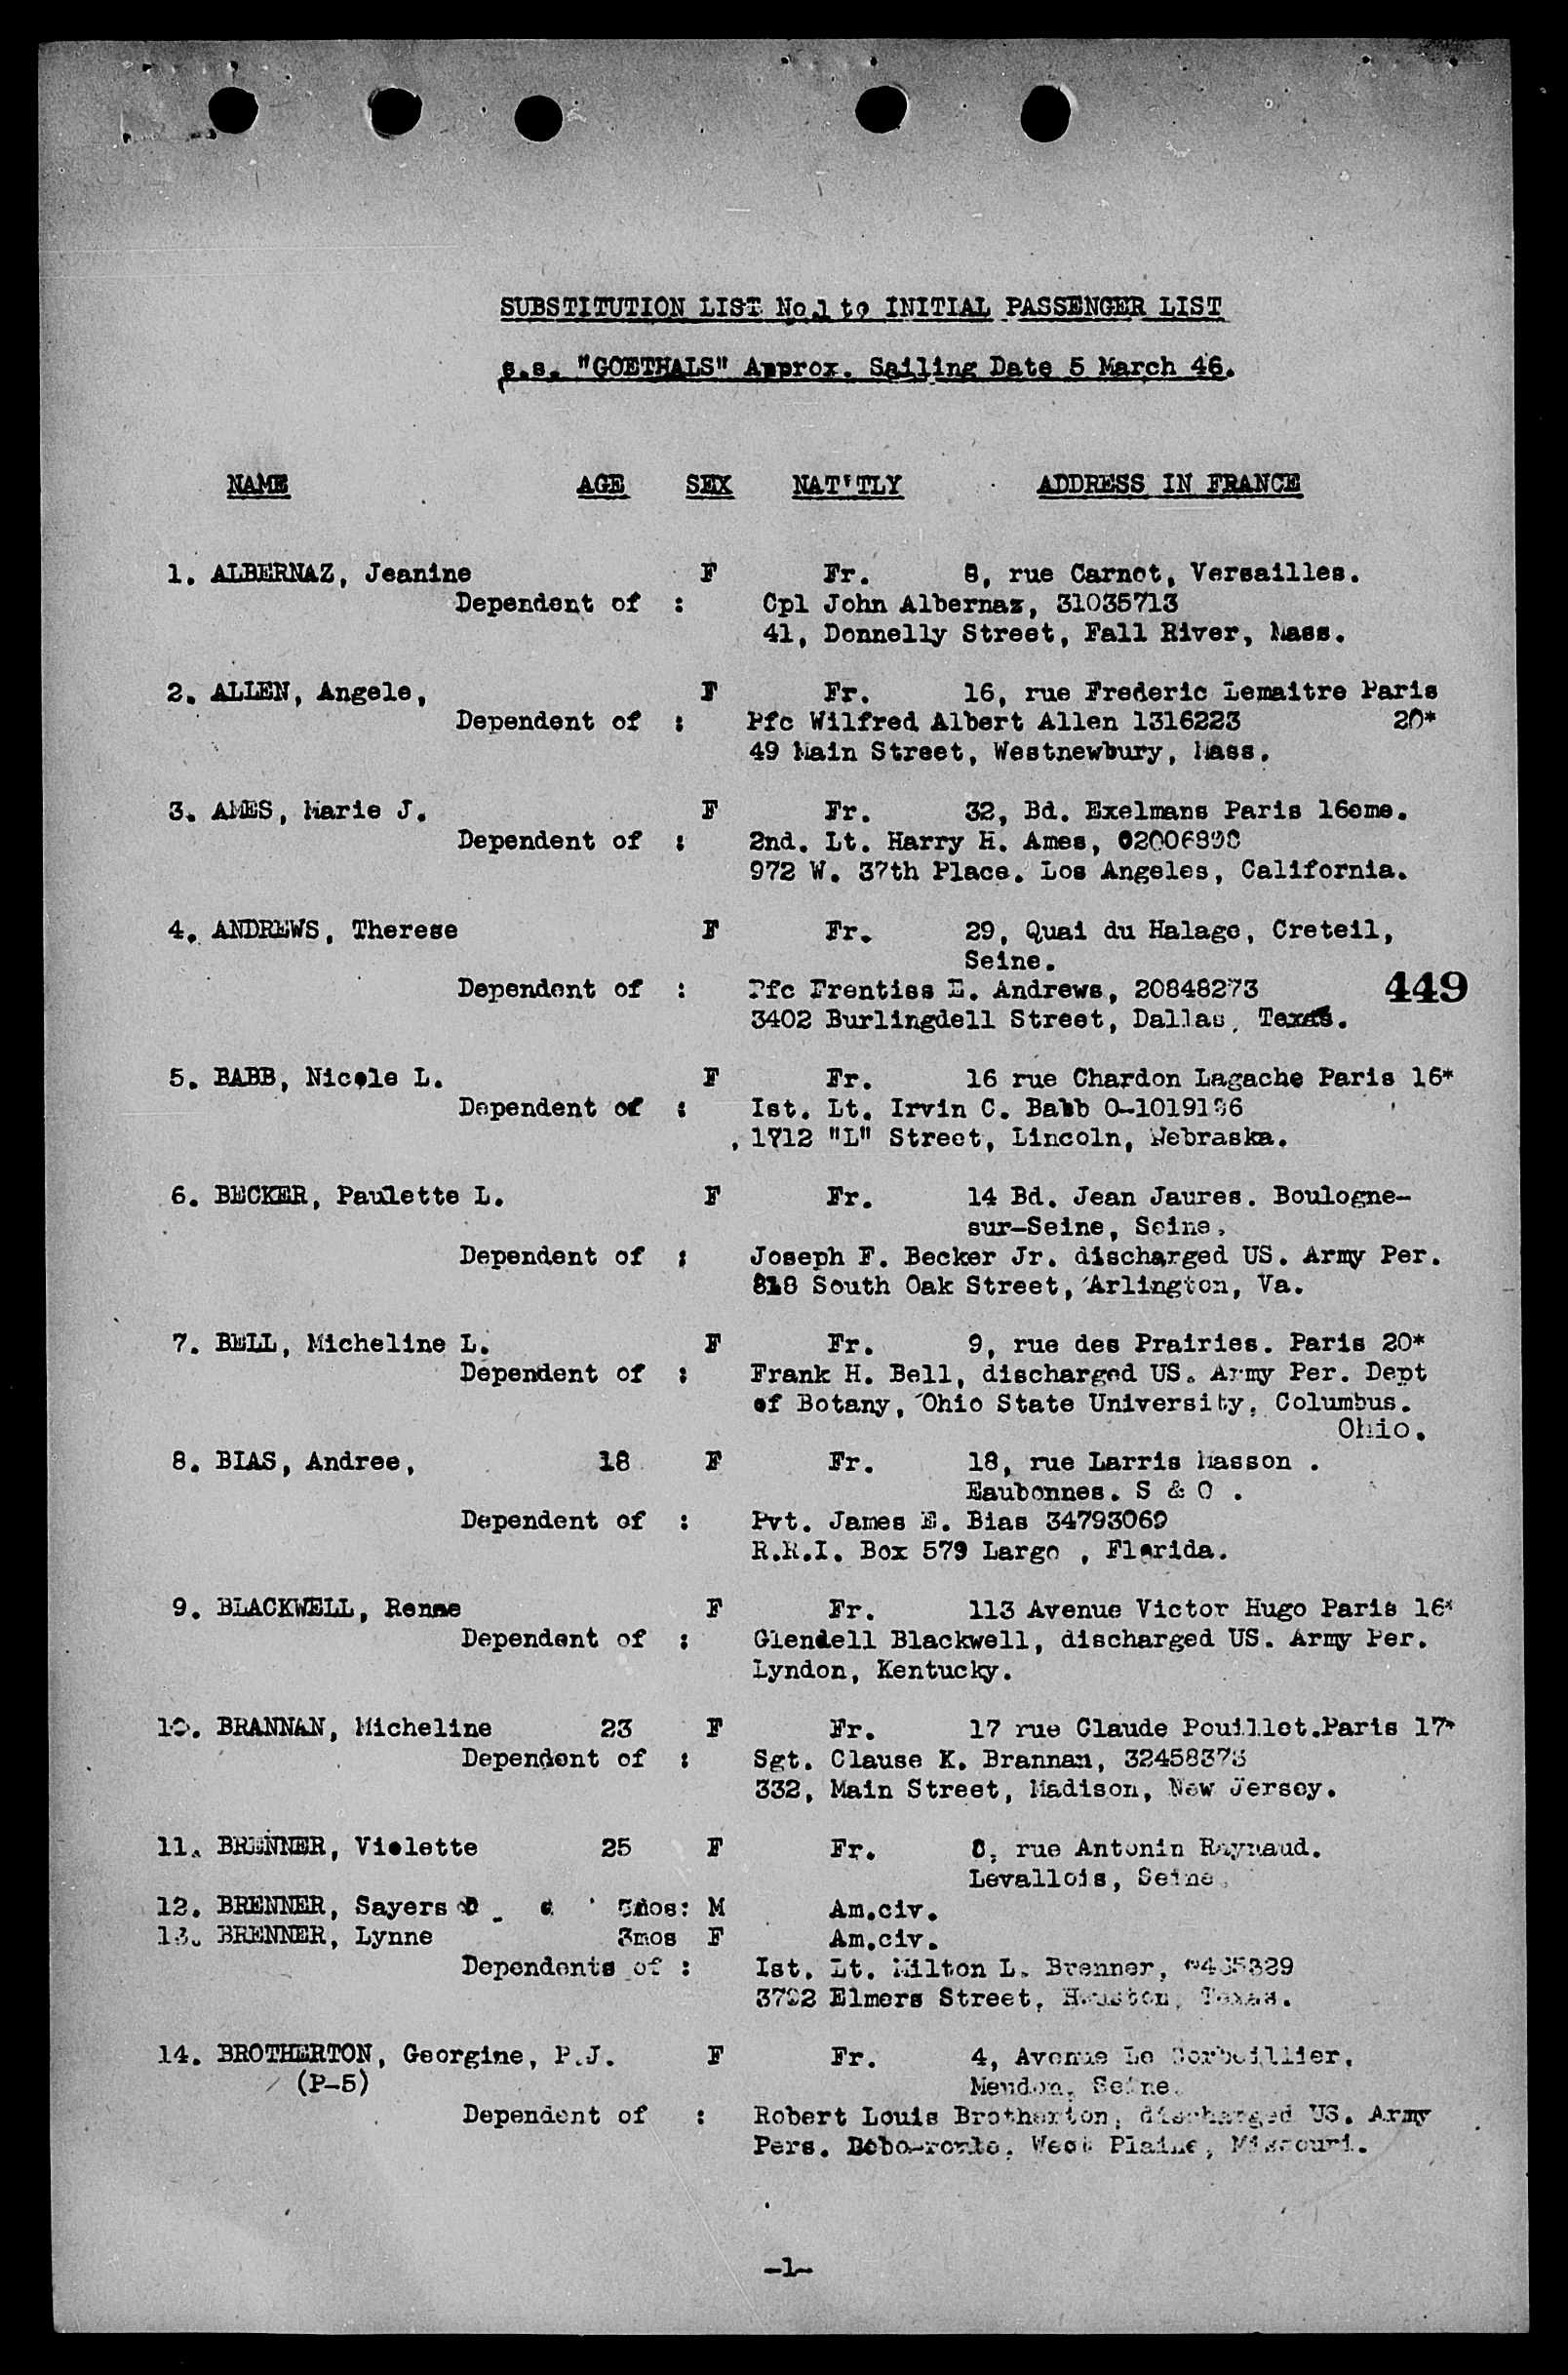 SUBSTITUTION LIST No.1 to INITIAL PASSENGER LIST
s.s. "GOETHALS" Approx. Sailing Date 5 March 46.
NAME AGE SEX NAT'TLY ADDRESS IN FRANCE
1. ALBERNAZ, Jeanine F Fr. 8, rue Carnot, Versailles.
Dependent of : Cpl John Albernaz, 31035713
41, Donnelly Street, Fall River, Mass.
2. ALLEN, Angele, F Fr. 16, rue Frederic Lemaitre Paris
Dependent of : Pfc Wilfred Albert Allen 1316223 20*
49 Main Street, Westnewbury, Mass.
3. AMES, Marie J. F Fr. 32, Bd. Exelmans Paris 16eme.
Dependent of : 2nd. Lt. Harry H. Ames,
972 W. 37th Place. Los Angeles, California.
4. ANDREWS, Therese F Fr. 29, Quai du Halage, Creteil,
Seine.
Dependent of : Pfc Prentiss E. Andrews, 20848273 449
3402 Burlingdell Street, Dallas, Texas.
5. BABB, Nicole L. F Fr. 16 rue Chardon Lagache Paris 16*
Dependent of : Ist. Lt. Irvin C. Babb
1712 "L" Street, Lincoln, Nebraska.
6. BECKER, Paulette L. F Fr. 14 Bd. Jean Jaures. Boulogne-
sur-Seine, Seine.
Dependent of : Joseph F. Becker Jr. discharged US. Army Per.
818 South Oak Street, Arlington, Va.
7. BELL, Micheline L. F Fr. 9, rue des Prairies. Paris 20*
Dependent of : Frank H. Bell, discharged US. Army Per. Dept
of Botany, Ohio State University, Columbus.
Ohio.
8. BIAS, Andree, 18 F Fr. 18, rue Larris Masson .
Eaubonnes. S & O .
Dependent of : Pvt. James E. Bias 34793069
R.R.I. Box 579 Largo , Florida.
9. BLACKWELL, Renee F Fr. 113 Avenue Victor Hugo Paris 16*
Dependent of : Glendell Blackwell, discharged US. Army Per.
Lyndon, Kentucky.
10. BRANNAN, Micheline 23 F Fr. 17 rue Claude Pouillet.Paris 17*
Dependent of : Sgt. Clause K. Brannan,
332, Main Street, Madison, New Jersey.
11. BRENNER, Violette 25 F Fr. 8, rue Antonin Raynaud.
Levallois, Seine.
12. BRENNER, Sayers M Am.civ.
13. BRENNER, Lynne 3mos F Am.civ.
Dependents of : Ist. Lt. Milton L. Brenner,
Elmers Street, Houston, Texas.
14. BROTHERTON, Georgine, P.J. F Fr. 4, Avenue Le Corbeillier,
(P-5) Meudon, Seine.
Dependent of : Robert Louis Brotherton, discharged US. Army
Pers. West Plains, Missouri.
-1-